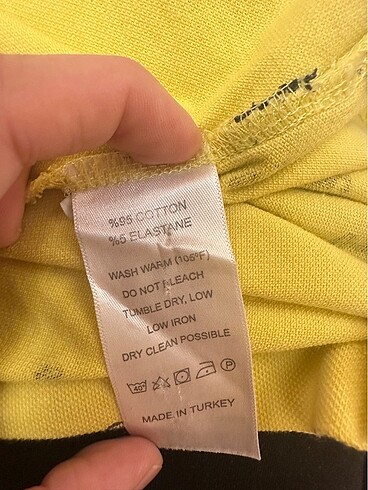 %95 COTTON
%5 ELASTANE
WASH WARM (105°F)
DO NOT BLEACH
TUMBLE DRY, LOW
LOW IRON
DRY CLEAN POSSIBLE
40° P
MADE IN TURKEY